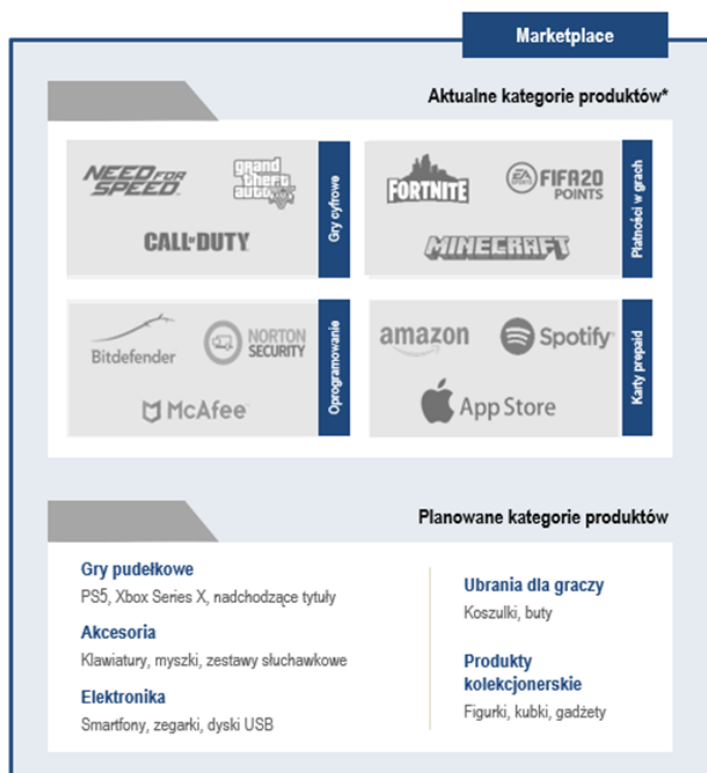 Marketplace
Aktualne kategorie produktów*
NEED FOR
SPEED
grand
theft
auto
Gry cyfrowe
CALL OF DUTY
FORTNITE
EA
SPORTS
FIFA20
POINTS
MINECRAFT
Płatności w grach
Bitdefender
NORTON
SECURITY
McAfee
Oprogramowanie
amazon
Spotify
App Store
Karty prepaid
Planowane kategorie produktów
Gry pudełkowe
PS5, Xbox Series X, nadchodzące tytuły
Akcesoria
Klawiatury, myszki, zestawy słuchawkowe
Elektronika
Smartfony, zegarki, dyski USB
Ubrania dla graczy
Koszulki, buty
Produkty
kolekcjonerskie
Figurki, kubki, gadżety